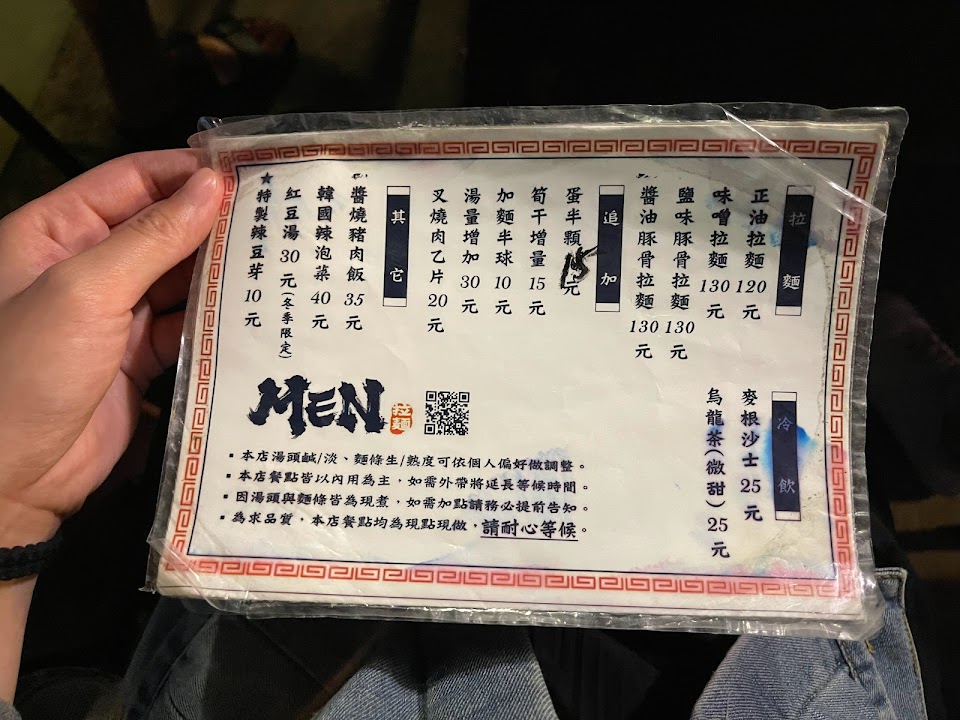 拉麵
正油拉麵 120元
味噌拉麵 130元
鹽味豚骨拉麵 130元
醬油豚骨拉麵 130元
追加
蛋半顆 15元
筍干增量 15元
加麵半球 10元
湯量增加 30元
叉燒肉乙片 20元
其它
醬燒豬肉飯 35元
韓國辣泡菜 40元
紅豆湯 30元(冬季限定)
★特製辣豆芽 10元
冷飲
麥根沙士 25元
烏龍茶(微甜) 25元
MEN 拉麵
▪本店湯頭鹹/淡、麵條生/熟度可依個人偏好做調整。
▪本店餐點皆以內用為主，如需外帶將延長等候時間。
▪因湯頭與麵條皆為現煮，如需加點請務必提前告知。
▪為求品質，本店餐點均為現點現做，請耐心等候。